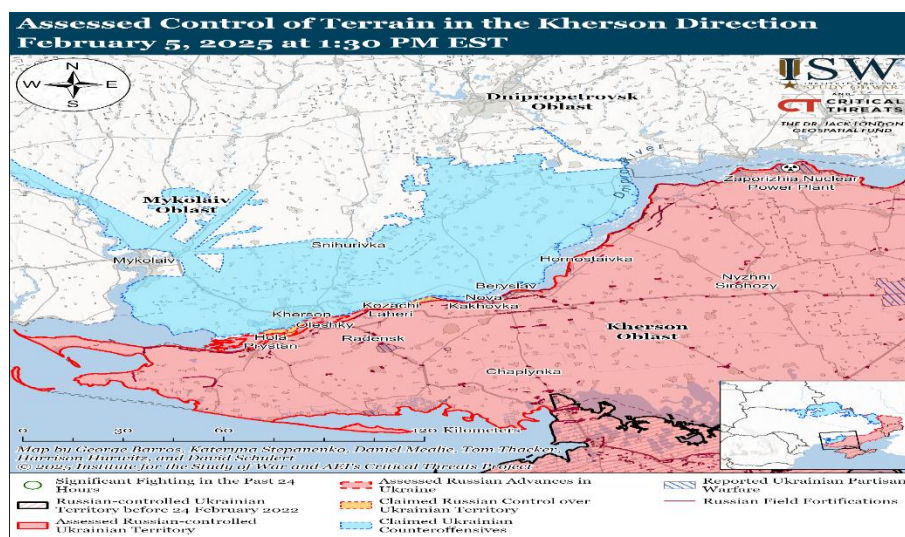 Assessed Control of Terrain in the Kherson Direction
February 5, 2025 at 1:30 PM EST
N
W E
S
ISW
STUDY OF WAR
AND
CT CRITICAL
THREATS
THE DR. JACK LONDON
GEOSPATIAL FUND
Dnipropetrovsk
Oblast
River
Zaporizhia Nuclear
Power Plant
Mykolaiv
Oblast
Snihurivka
Mykolaiv
Hornostaivka
Nyzhni
Sirohozy
Beryslav
Nova
Kakhovka
Kozachi
Laheri
Kherson
Oleshky
Hola
Prystan
Radensk
Kherson
Oblast
Chaplynka
0 30 60 120 Kilometers
Map by George Barros, Kateryna Stepanenko, Daniel Mealie, Tom Thacker,
Harrison Hurwitz, and David Schulert
© 2025 Institute for the Study of War and AEI's Critical Threats Project
Significant Fighting in the Past 24
Hours
Russian-controlled Ukrainian
Territory before 24 February 2022
Assessed Russian-controlled
Ukrainian Territory
Assessed Russian Advances in
Ukraine
Claimed Russian Control over
Ukrainian Territory
Claimed Ukrainian
Counteroffensives
Reported Ukrainian Partisan
Warfare
Russian Field Fortifications